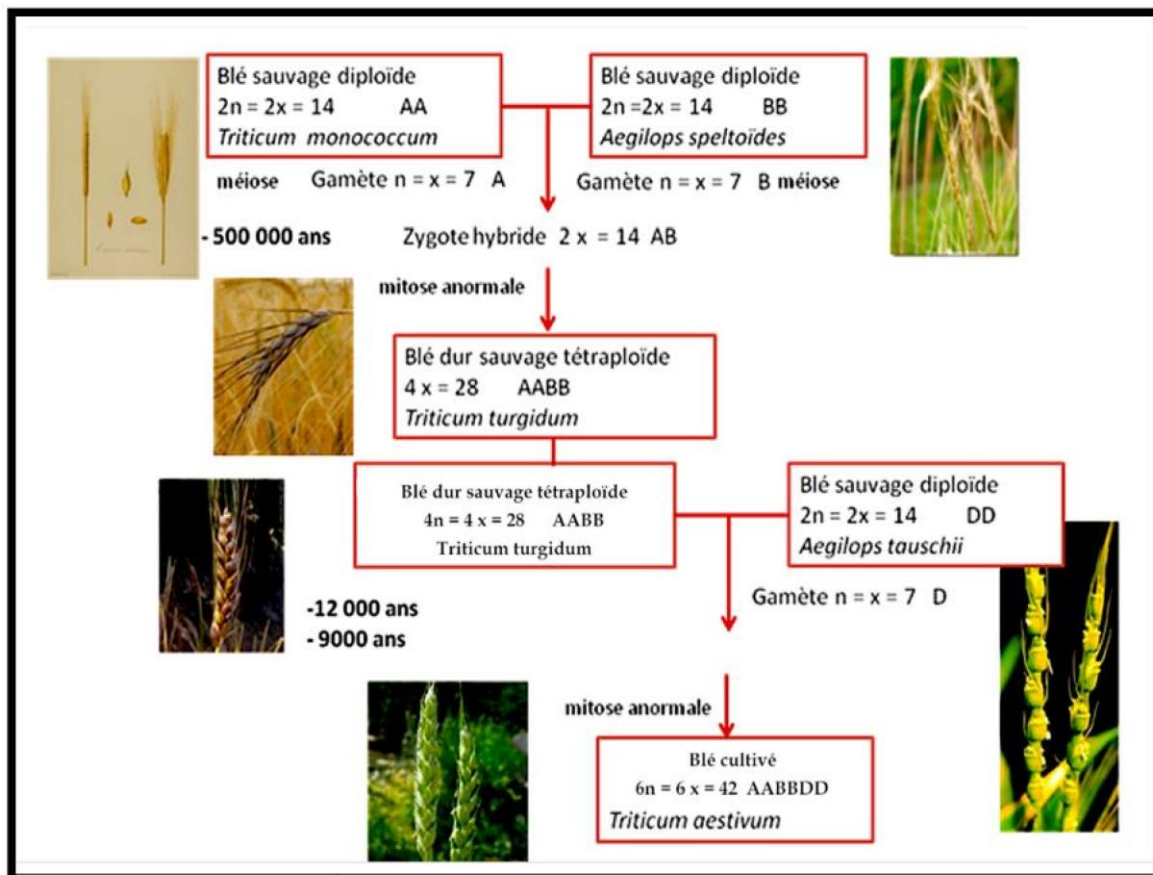 Blé sauvage diploïde
2n = 2x = 14 AA
Triticum monococcum
Blé sauvage diploïde
2n =2x = 14 BB
Aegilops speltoïdes
méiose Gamète n = x = 7 A
Gamète n = x = 7 B méiose
- 500 000 ans
Zygote hybride 2 x = 14 AB
mitose anormale
Blé dur sauvage tétraploïde
4 x = 28 AABB
Triticum turgidum
Blé dur sauvage tétraploïde
4n = 4 x = 28 AABB
Triticum turgidum
Blé sauvage diploïde
2n = 2x = 14 DD
Aegilops tauschii
Gamète n = x = 7 D
-12 000 ans
- 9000 ans
mitose anormale
Blé cultivé
6n = 6 x = 42 AABBDD
Triticum aestivum